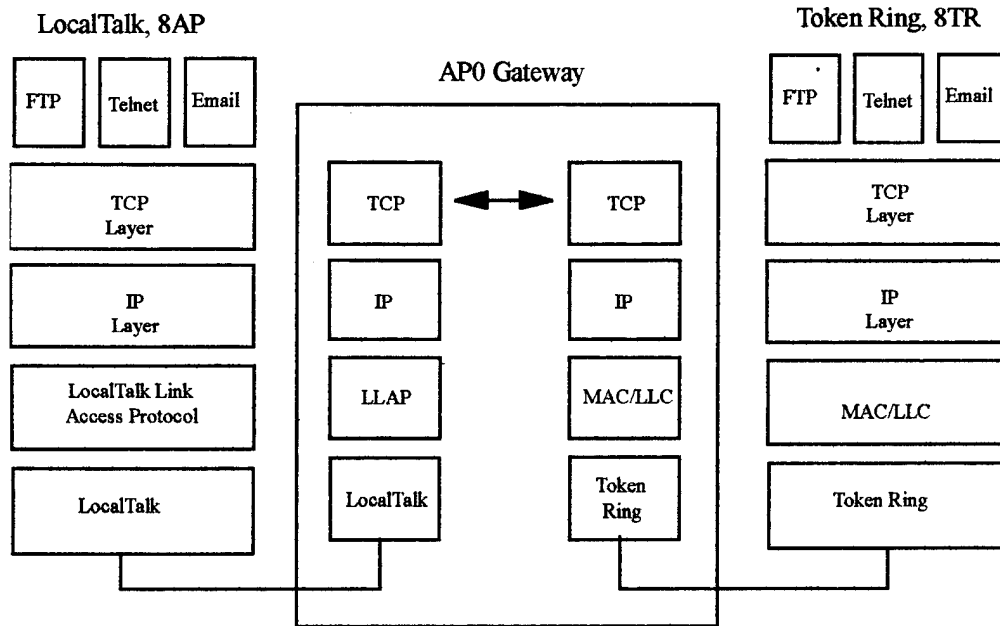 LocalTalk, 8AP
FTP
Telnet
Email
TCP
Layer
IP
Layer
LocalTalk Link
Access Protocol
LocalTalk
AP0 Gateway
TCP
IP
LLAP
LocalTalk
TCP
IP
MAC/LLC
Token
Ring
Token Ring, 8TR
FTP
Telnet
Email
TCP
Layer
IP
Layer
MAC/LLC
Token Ring